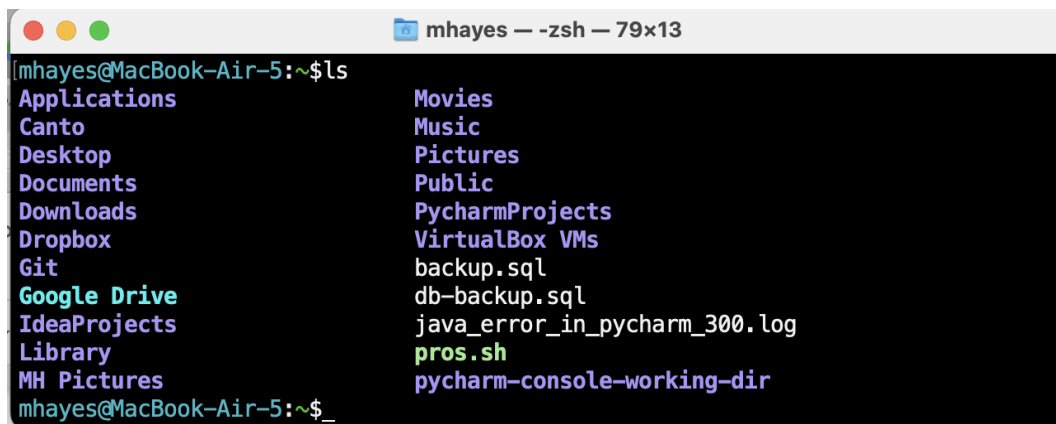 mhayes — -zsh — 79×13
[mhayes@MacBook-Air-5:~$ls
Applications Movies
Canto Music
Desktop Pictures
Documents Public
Downloads PycharmProjects
Dropbox VirtualBox VMs
Git backup.sql
Google Drive db-backup.sql
IdeaProjects java_error_in_pycharm_300.log
Library pros.sh
MH Pictures pycharm-console-working-dir
mhayes@MacBook-Air-5:~$_